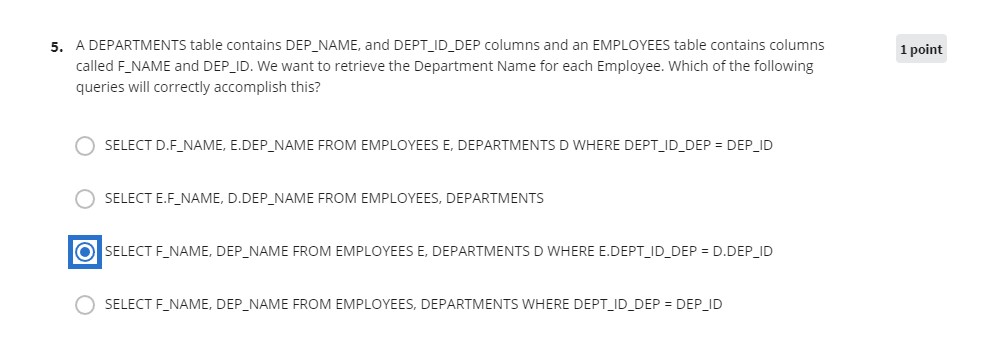 5. A DEPARTMENTS table contains DEP_NAME, and DEPT_ID_DEP columns and an EMPLOYEES table contains columns
called F_NAME and DEP_ID. We want to retrieve the Department Name for each Employee. Which of the following
queries will correctly accomplish this?
1 point
SELECT D.F_NAME, E.DEP_NAME FROM EMPLOYEES E, DEPARTMENTS D WHERE DEPT_ID_DEP = DEP_ID
SELECT E.F_NAME, D.DEP_NAME FROM EMPLOYEES, DEPARTMENTS
SELECT F_NAME, DEP_NAME FROM EMPLOYEES E, DEPARTMENTS D WHERE E.DEPT_ID_DEP = D.DEP_ID
SELECT F_NAME, DEP_NAME FROM EMPLOYEES, DEPARTMENTS WHERE DEPT_ID_DEP = DEP_ID